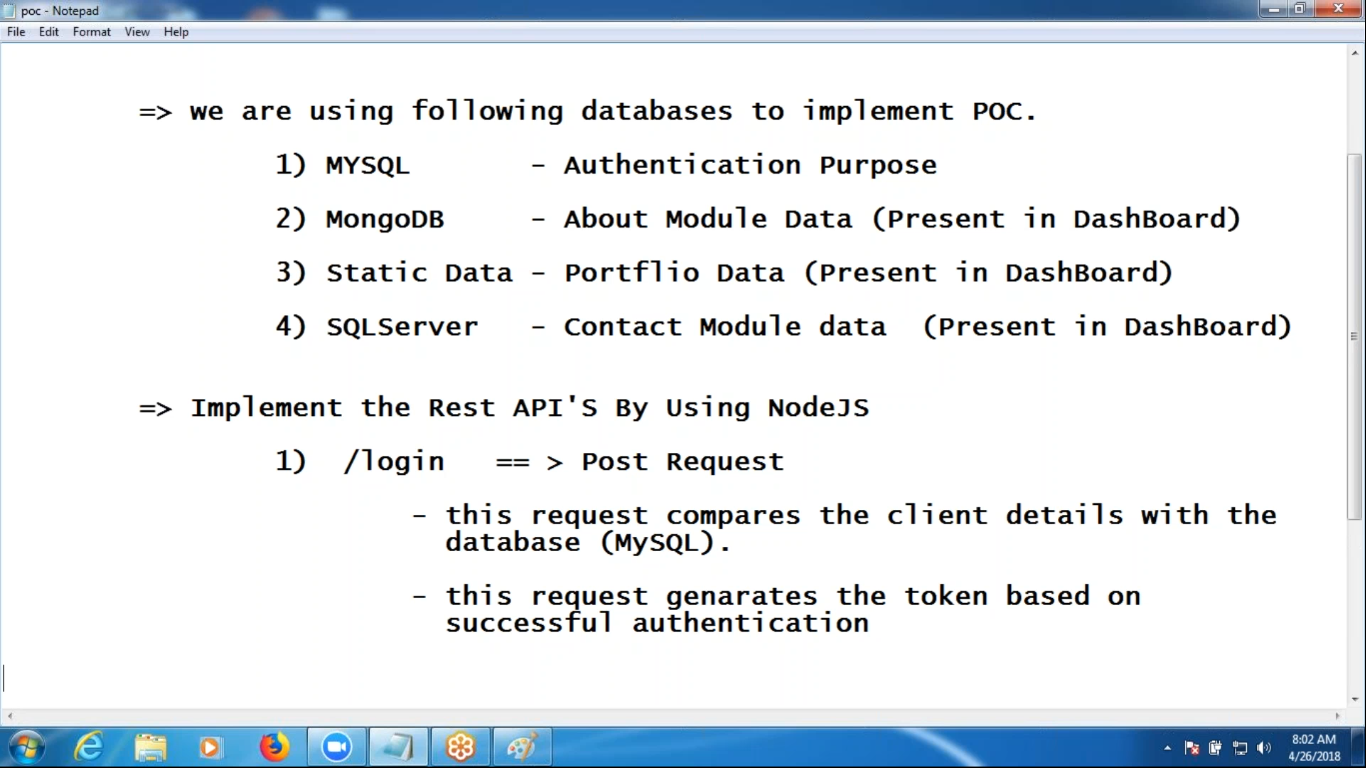 poc - Notepad
File Edit Format View Help
=> we are using following databases to implement POC.
1) MYSQL - Authentication Purpose
2) MongoDB - About Module Data (Present in DashBoard)
3) Static Data - Portflio Data (Present in DashBoard)
4) SQLServer - Contact Module data (Present in DashBoard)
=> Implement the Rest API'S By Using NodeJS
1) /login == > Post Request
- this request compares the client details with the
database (MySQL).
- this request genarates the token based on
successful authentication
8:02 AM
4/26/2018